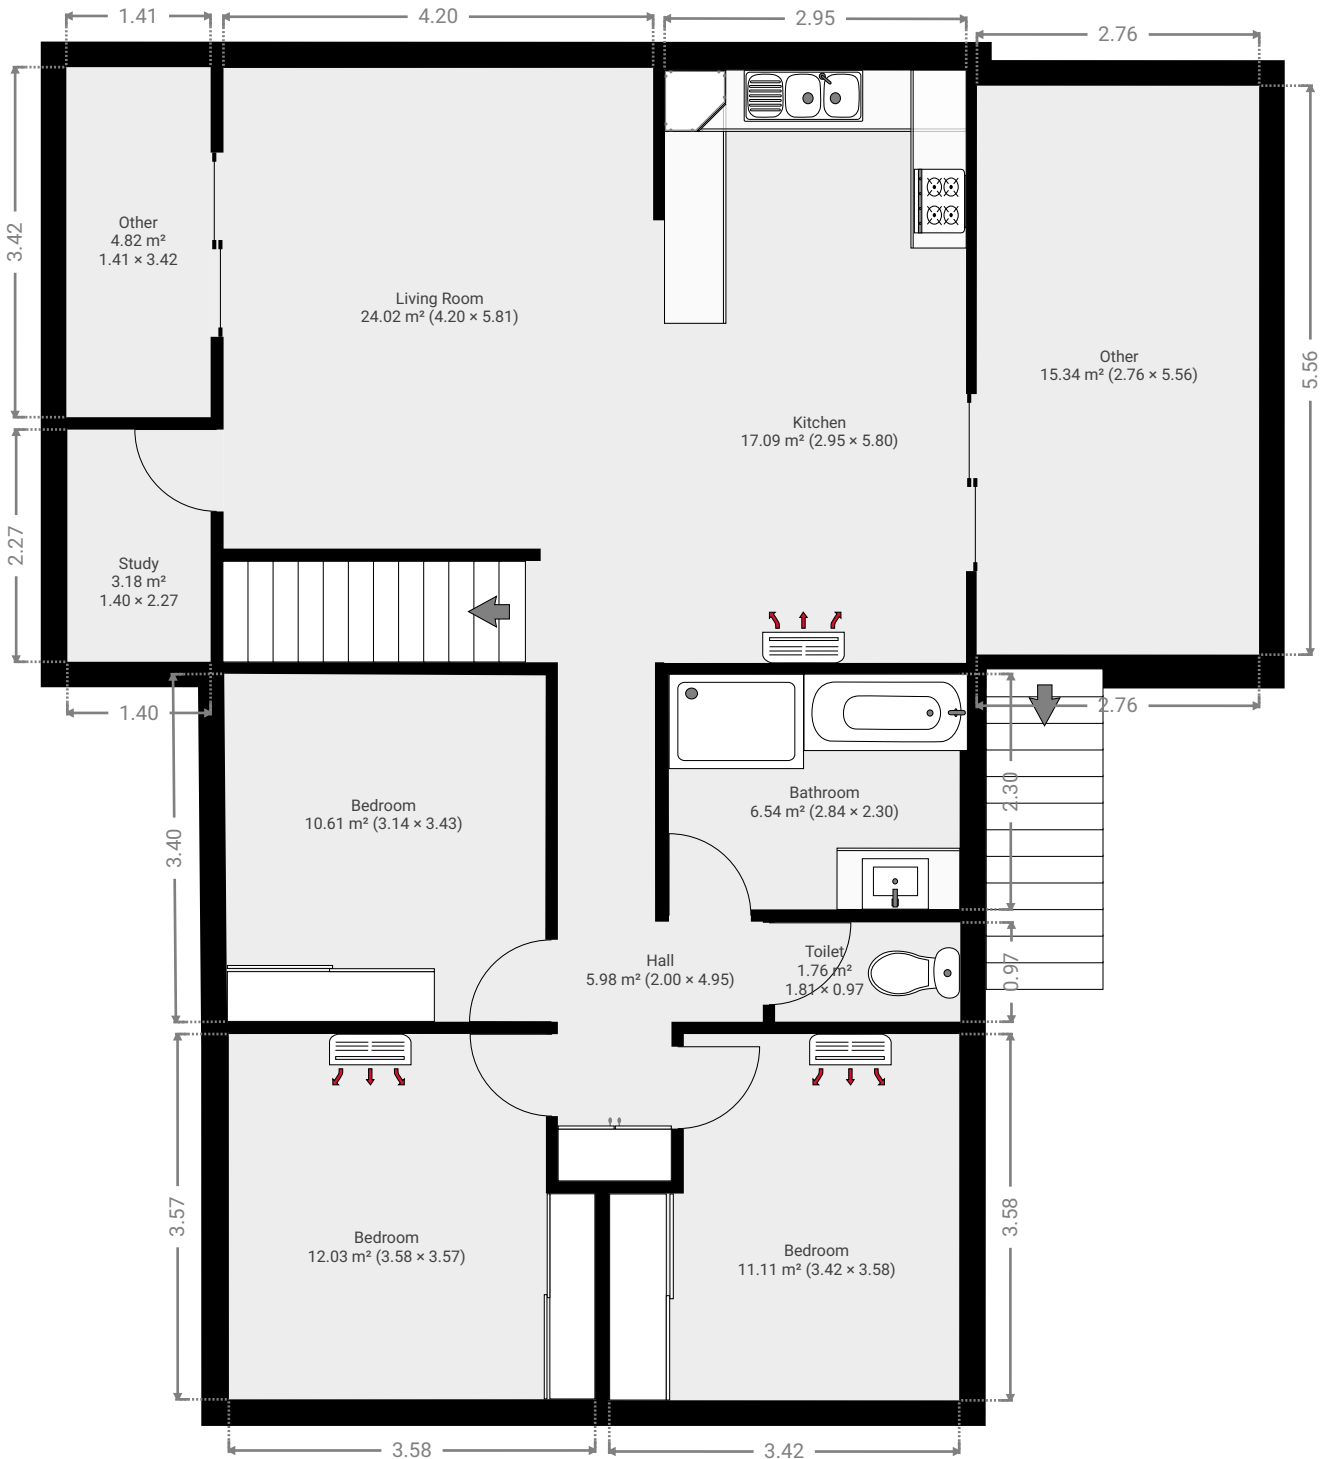 1.41
4.20
2.95
2.76
3.42
Other
4.82 m²
1.41 × 3.42
Living Room
24.02 m² (4.20 × 5.81)
Other
15.34 m² (2.76 × 5.56)
5.56
Kitchen
17.09 m² (2.95 × 5.80)
2.27
Study
3.18 m²
1.40 × 2.27
1.40
2.76
3.40
Bedroom
10.61 m² (3.14 × 3.43)
Bathroom
6.54 m² (2.84 × 2.30)
2.30
Hall
5.98 m² (2.00 × 4.95)
Toilet
1.76 m²
1.81 × 0.97
0.97
3.57
Bedroom
12.03 m² (3.58 × 3.57)
Bedroom
11.11 m² (3.42 × 3.58)
3.58
3.58
3.42